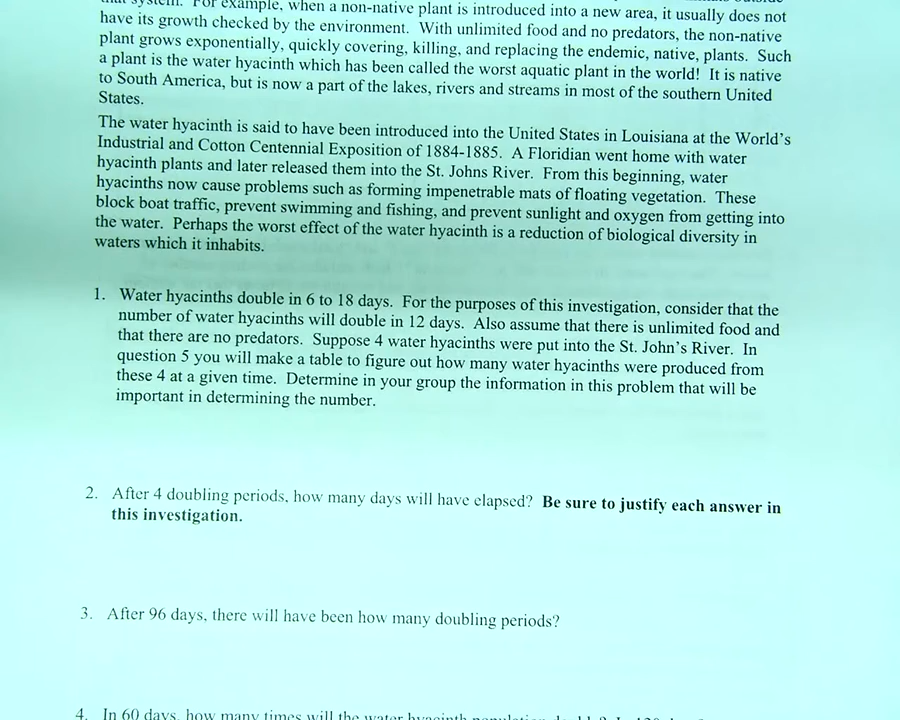 that system. For example, when a non-native plant is introduced into a new area, it usually does not
have its growth checked by the environment. With unlimited food and no predators, the non-native
plant grows exponentially, quickly covering, killing, and replacing the endemic, native, plants. Such
a plant is the water hyacinth which has been called the worst aquatic plant in the world! It is native
to South America, but is now a part of the lakes, rivers and streams in most of the southern United
States.
The water hyacinth is said to have been introduced into the United States in Louisiana at the World's
Industrial and Cotton Centennial Exposition of 1884-1885. A Floridian went home with water
hyacinth plants and later released them into the St. Johns River. From this beginning, water
hyacinths now cause problems such as forming impenetrable mats of floating vegetation. These
block boat traffic, prevent swimming and fishing, and prevent sunlight and oxygen from getting into
the water. Perhaps the worst effect of the water hyacinth is a reduction of biological diversity in
waters which it inhabits.
1. Water hyacinths double in 6 to 18 days. For the purposes of this investigation, consider that the
number of water hyacinths will double in 12 days. Also assume that there is unlimited food and
that there are no predators. Suppose 4 water hyacinths were put into the St. John's River. In
question 5 you will make a table to figure out how many water hyacinths were produced from
these 4 at a given time. Determine in your group the information in this problem that will be
important in determining the number.
2. After 4 doubling periods, how many days will have elapsed? Be sure to justify each answer in
this investigation.
3. After 96 days, there will have been how many doubling periods?
4. In 60 days, how many times will the water hyacinth population